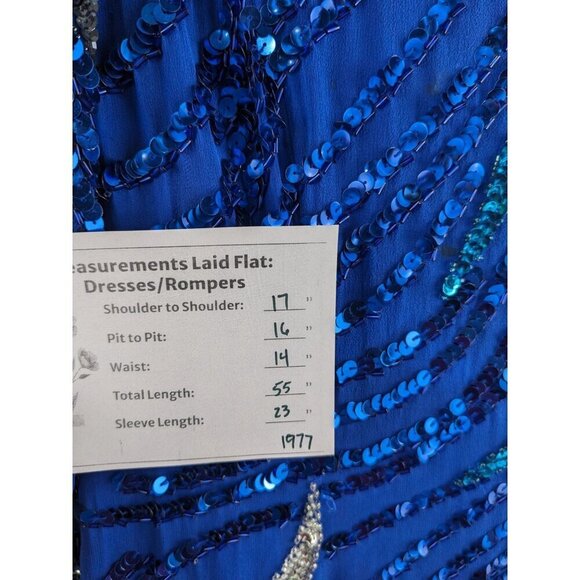 easurements Laid Flat:
Dresses/Rompers
Shoulder to Shoulder: 17 "
Pit to Pit: 16 "
Waist: 14 "
Total Length: 55 "
Sleeve Length: 23 "
1977